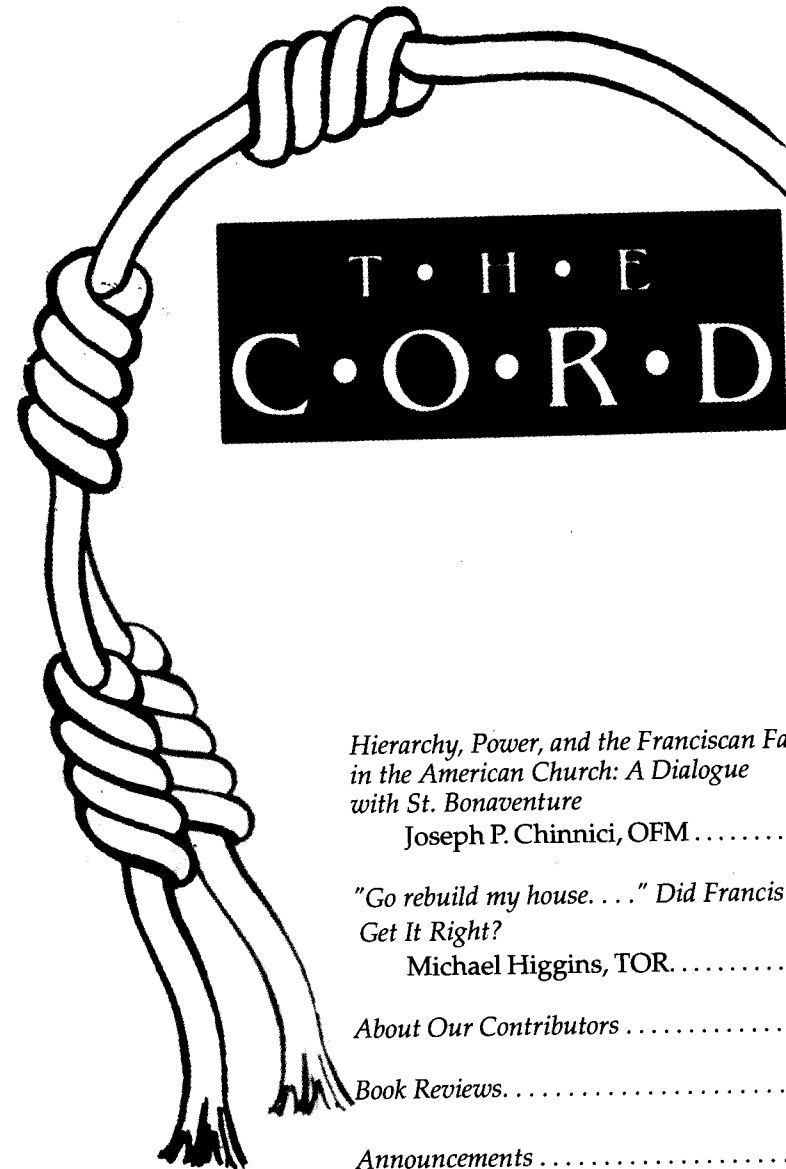 T • H • E
C • O • R • D
Hierarchy, Power, and the Franciscan
in the American Church: A Dialogue
with St. Bonaventure
Joseph P. Chinnici, OFM . . . . . . . .
"Go rebuild my house. . . ." Did Francis
Get It Right?
Michael Higgins, TOR. . . . . . . . . .
About Our Contributors . . . . . . . . . . . . .
Book Reviews. . . . . . . . . . . . . . . . . . . . . . .
Announcements . . . . . . . . . . . . . . . . . . . .